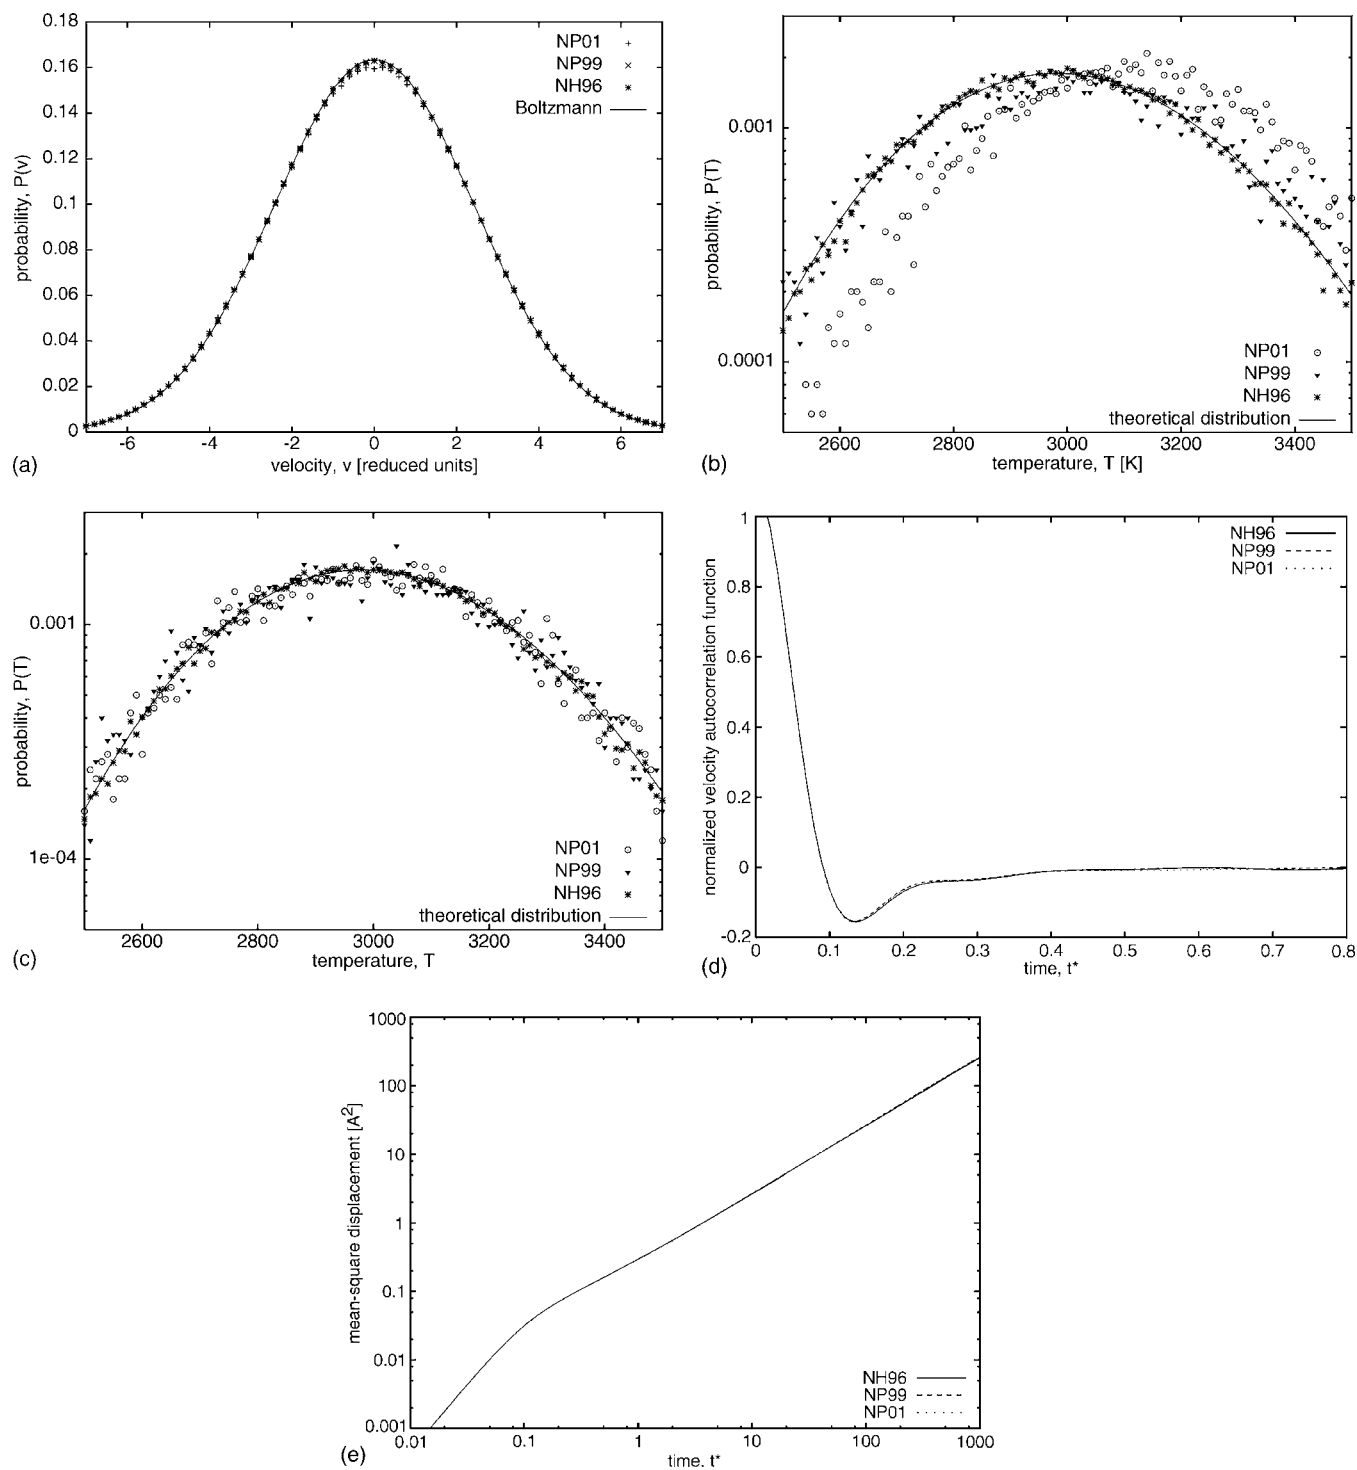 0.18
0.16
0.14
0.12
0.10
0.08
0.06
0.04
0.02
0
probability, P(v)
NP01
NP99
NH96
Boltzmann
-6 -4 -2 0 2 4 6
velocity, v [reduced units]
(a)
0.001
0.0001
probability, P(T)
NP01
NP99
NH96
theoretical distribution
2600 2800 3000 3200 3400
temperature, T [K]
(b)
0.001
1e-04
probability, P(T)
NP01
NP99
NH96
theoretical distribution
2600 2800 3000 3200 3400
temperature, T
(c)
1
0.8
0.6
0.4
0.2
0
-0.2
normalized velocity autocorrelation function
NH96
NP99
NP01
0 0.1 0.2 0.3 0.4 0.5 0.6 0.7 0.8
time, t*
(d)
1000
100
10
1
0.1
0.01
0.001
mean-square displacement [A²]
NH96
NP99
NP01
0.01 0.1 1 10 100 1000
time, t*
(e)